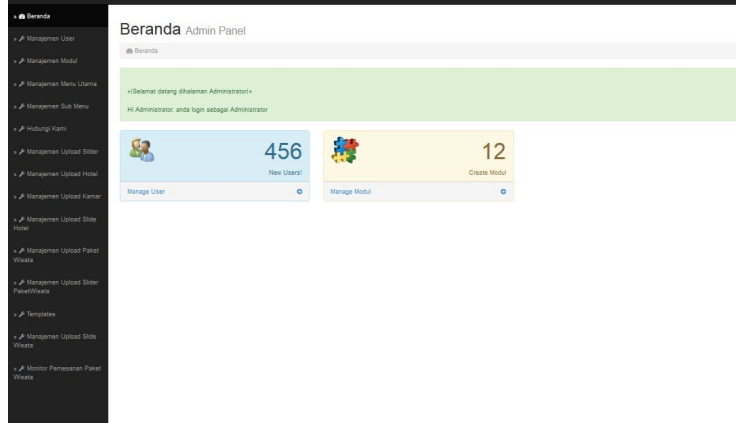 » Beranda
» Manajemen User
» Manajemen Modul
» Manajemen Menu Utama
» Manajemen Sub Menu
» Hubungi Kami
» Manajemen Upload Slider
» Manajemen Upload Hotel
» Manajemen Upload Kamar
» Manajemen Upload Slide
Hotel
» Manajemen Upload Paket
Wisata
» Manajemen Upload Slider
PaketWisata
» Templates
» Manajemen Upload Slide
Wisata
» Monitor Pemesanan Paket
Wisata
Beranda Admin Panel
Beranda
+(Selamat datang dihalaman Administrator)+
Hi Administrator, anda login sebagai Administrator
456
New Users!
Manage User
12
Create Modul
Manage Modul